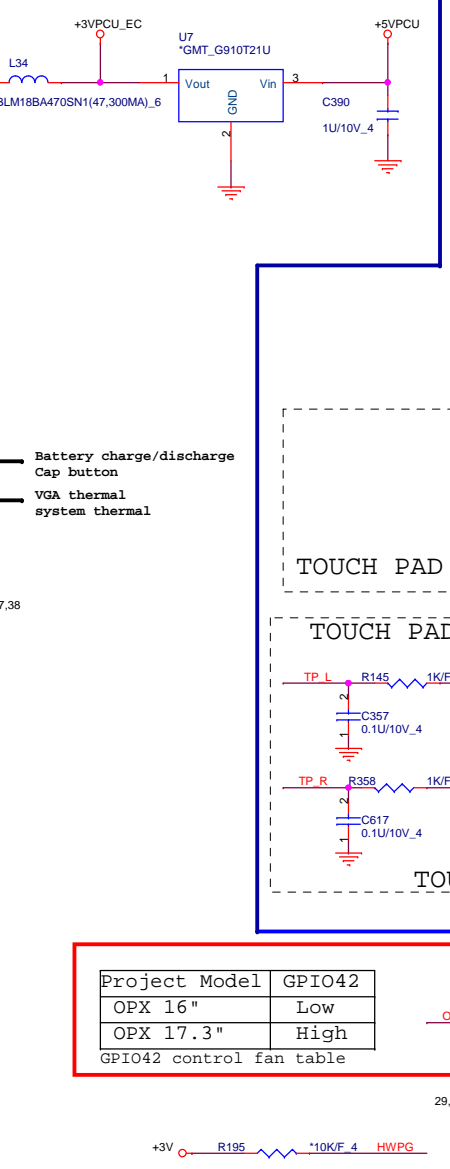 +3VPCU_EC
+5VPCU
U7
*GMT_G910T21U
L34
1
Vout
Vin
3
GND
2
BLM18BA470SN1(47,300MA)_6
C390
1U/10V_4
Battery charge/discharge
Cap button
VGA thermal
system thermal
7,38
TOUCH PAD
TOUCH PAD
TP_L
R145
1K/F
2
C357
0.1U/10V_4
1
TP_R
R358
1K/F
2
C617
0.1U/10V_4
1
TOU
Project Model GPIO42
OPX 16" Low
OPX 17.3" High
GPIO42 control fan table
29,
+3V
R195
*10K/F_4
HWPG